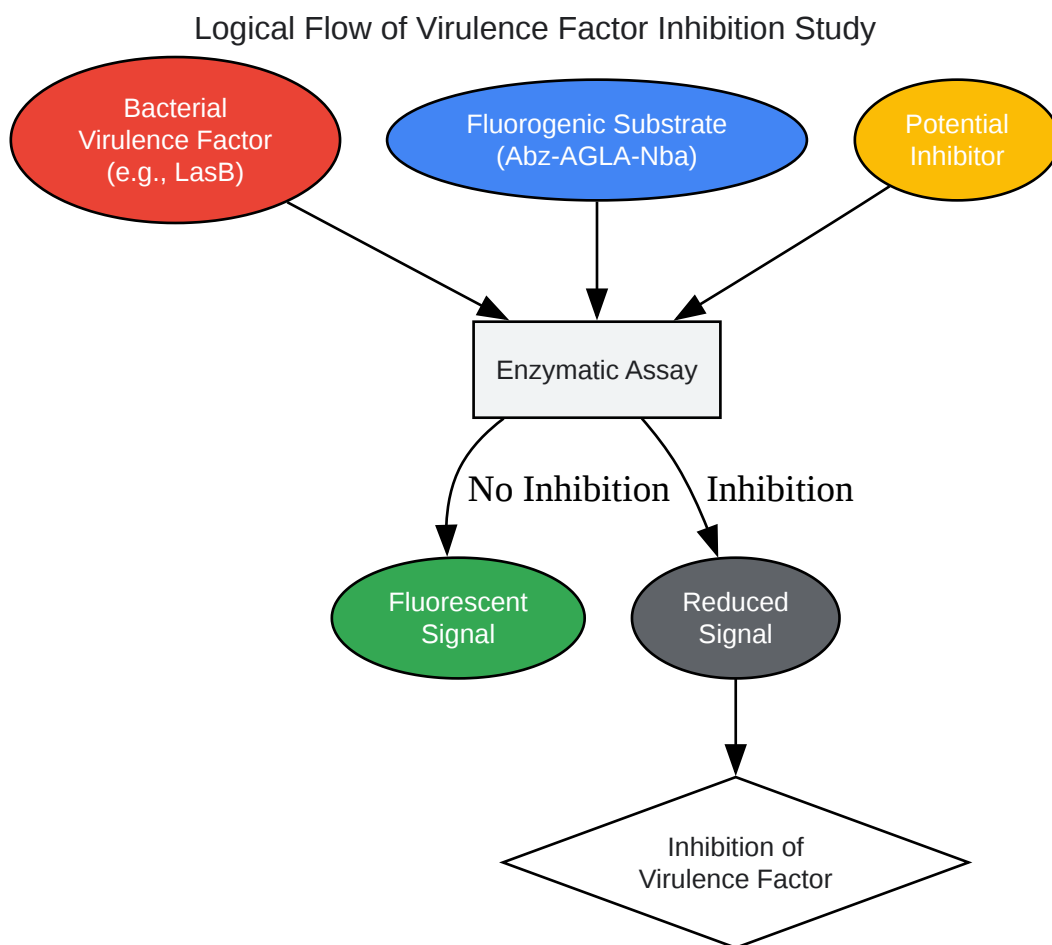 Logical Flow of Virulence Factor Inhibition Study
Bacterial
Virulence Factor
(e.g., LasB)
Fluorogenic Substrate
(Abz-AGLA-Nba)
Potential
Inhibitor
Enzymatic Assay
No Inhibition
Inhibition
Fluorescent
Signal
Reduced
Signal
Inhibition of
Virulence Factor